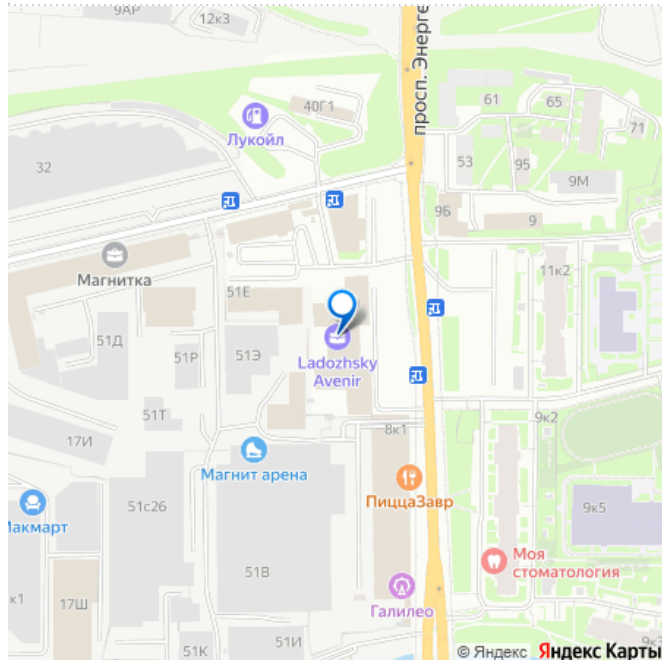 9АР
12к3
просп. Энерге
40Г1
Лукойл
61
65
71
32
53
95
9М
9Б
9
Магнитка
51Е
11к2
51Д
51Р
51Э
Ladozhsky
Avenir
51Т
9к2
17И
8к1
Магнит арена
ПиццаЗавр
51с26
9к5
Макмарт
Моя
стоматология
51В
к1
17Ш
Галилео
51К
51И
9к3
© Яндекс Яндекс Карты